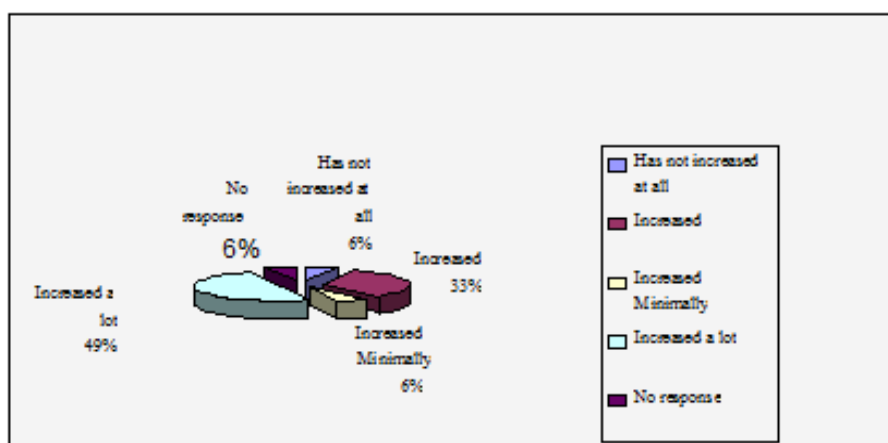 Has not
increased at
all
6%
No
response
6%
Increased
33%
Increased a
lot
49%
Increased
Minimally
6%
Has not increased
at all
Increased
Increased
Minimally
Increased a lot
No response